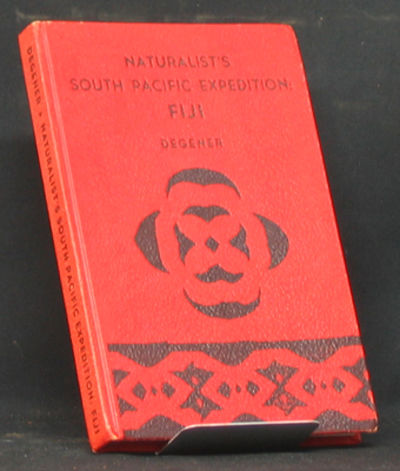 NATURALIST'S
SOUTH PACIFIC EXPEDITION:
FIJI
DEGENER
DEGENER • NATURALIST'S SOUTH PACIFIC EXPEDITION: FIJI